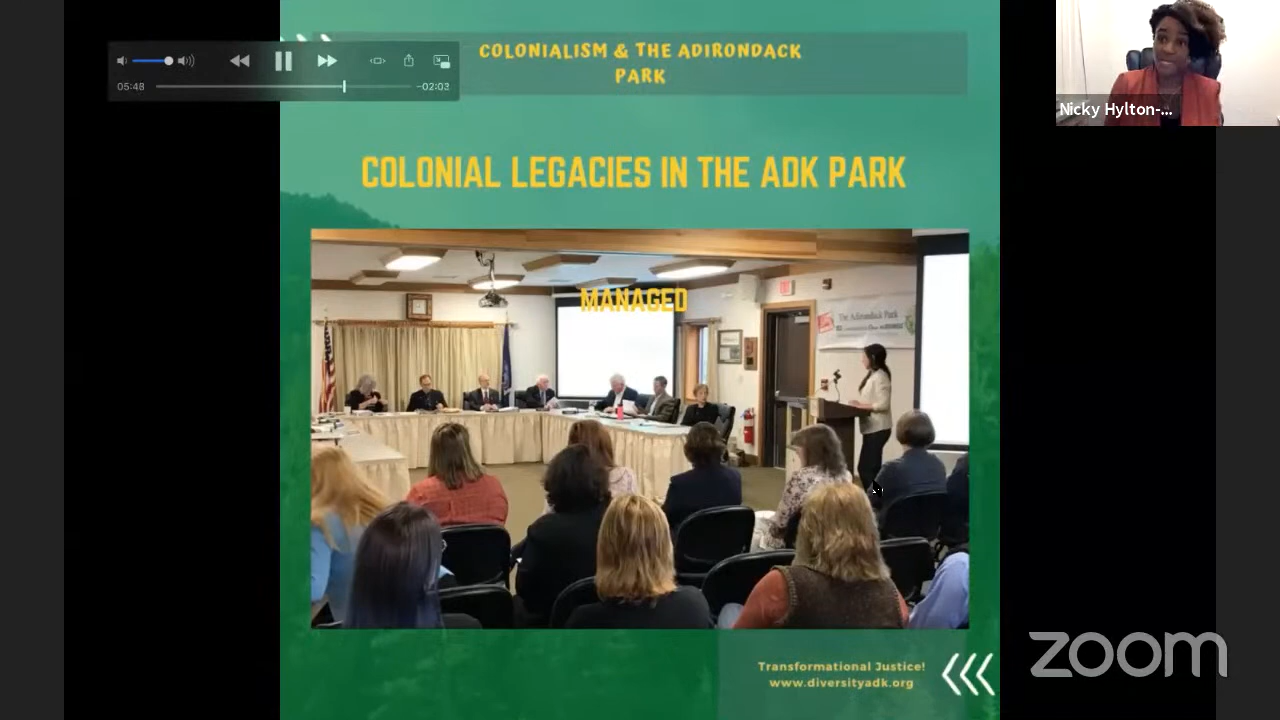 COLONIALISM & THE ADIRONDACK
PARK
05:48
-02:03
Nicky Hylton-...
COLONIAL LEGACIES IN THE ADK PARK
MANAGED
The Adirondack Park
Transformational Justice!
www.diversityadk.org
zoom